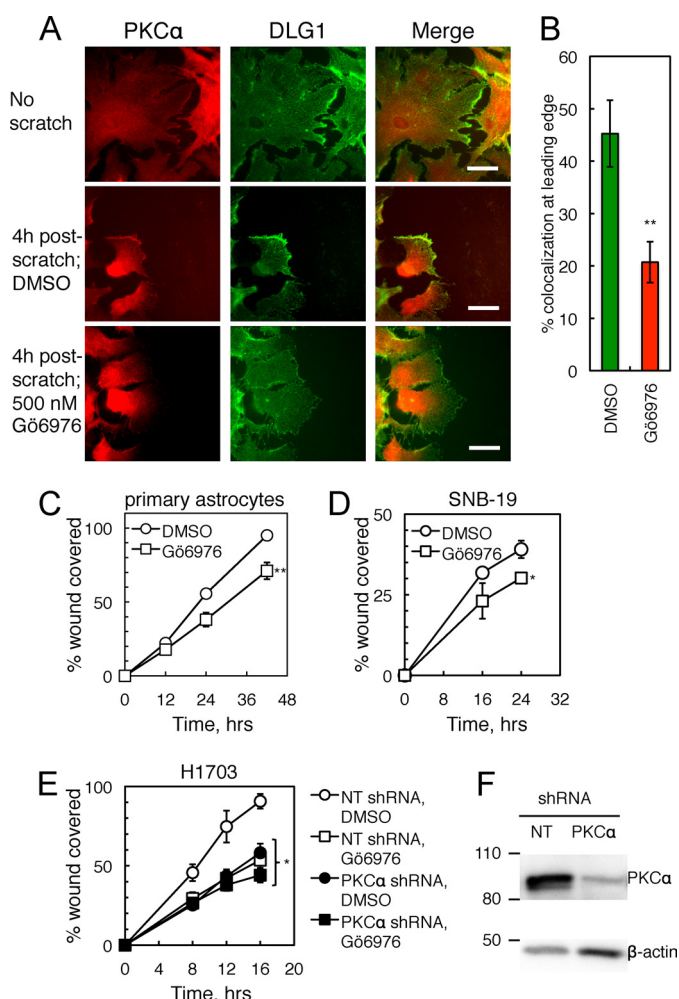 A
PKCα
DLG1
Merge
No
scratch
4h post-
scratch;
DMSO
4h post-
scratch;
500 nM
Gö6976
B
60
50
40
30
20
10
0
% colocalization at leading edge
**
DMSO
Gö6976
C
primary astrocytes
100
50
0
% wound covered
DMSO
Gö6976
**
0 12 24 36 48
Time, hrs
D
SNB-19
50
25
0
% wound covered
DMSO
Gö6976
*
0 8 16 24 32
Time, hrs
E
H1703
100
50
0
% wound covered
*
0 4 8 12 16 20
Time, hrs
NT shRNA,
DMSO
NT shRNA,
Gö6976
PKCα shRNA,
DMSO
PKCα shRNA,
Gö6976
F
shRNA
NT PKCα
110
80
50
PKCα
β-actin